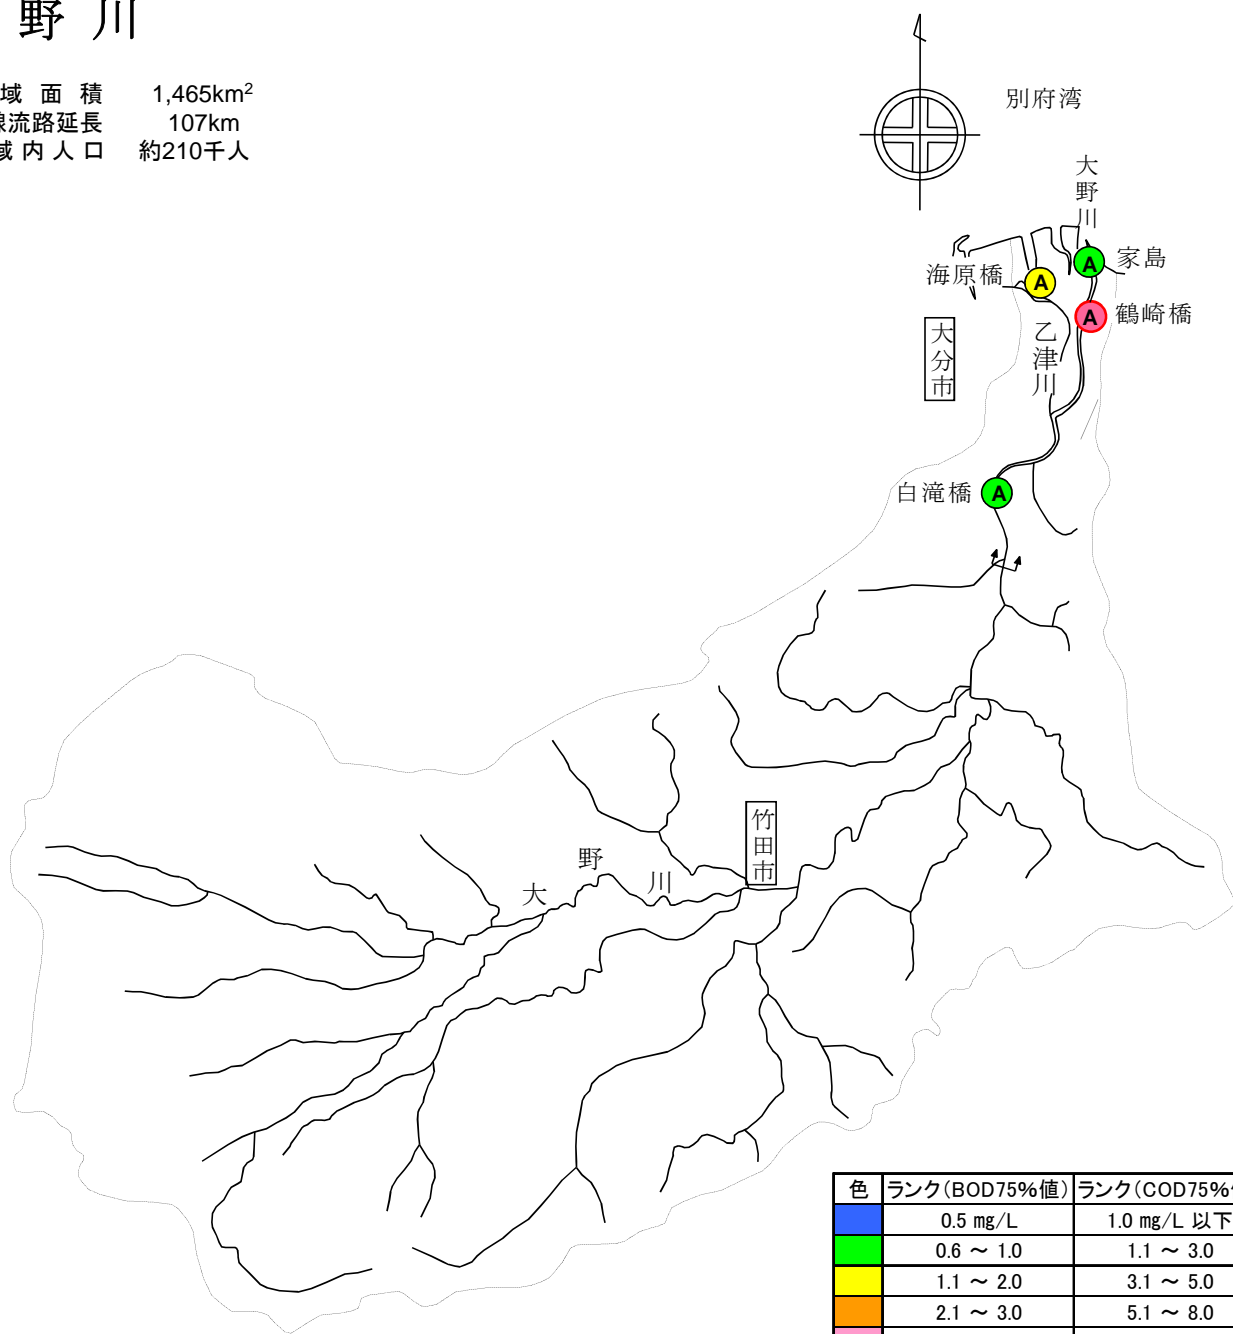 野川
域面積 1,465km²
線流路延長 107km
域内人口 約210千人
別府湾
大野川
家島
A
海原橋
A
鶴崎橋
A
大分市
乙津川
白滝橋
A
竹田市
大野川
色 ランク(BOD75%値) ランク(COD75%
0.5 mg/L 1.0 mg/L 以下
0.6 ～ 1.0 1.1 ～ 3.0
1.1 ～ 2.0 3.1 ～ 5.0
2.1 ～ 3.0 5.1 ～ 8.0